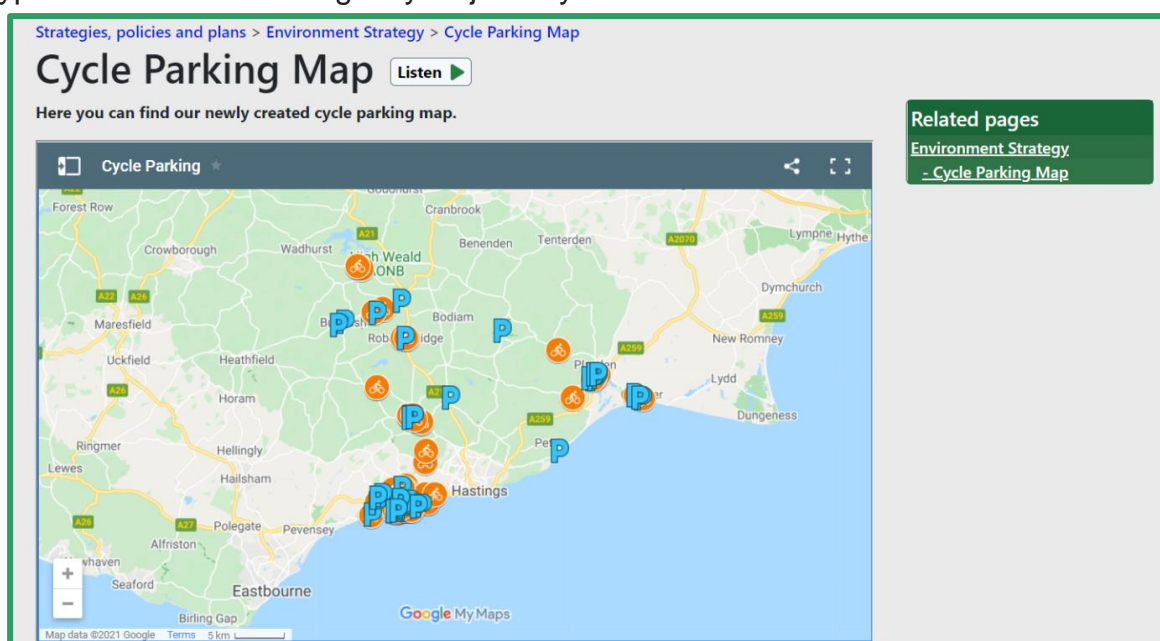 Strategies, policies and plans > Environment Strategy > Cycle Parking Map
Cycle Parking Map
Listen
Here you can find our newly created cycle parking map.
Related pages
Environment Strategy
- Cycle Parking Map
Cycle Parking
Forest Row
Cranbrook
A21
Lympne
Hythe
Crowborough
Wadhurst
Benenden
Tenterden
A2070
High Weald
AONB
A22
A26
Dymchurch
Maresfield
Bodiam
A259
New Romney
Uckfield
Heathfield
A259
Lydd
A26
Horam
A259
Dungeness
Ringmer
Hellingly
Lewes
Hailsham
Hastings
A26
A27
Polegate
Pevensey
Alfriston
Seaford
Eastbourne
Birling Gap
Google My Maps
Map data ©2021 Google
Terms
5 km